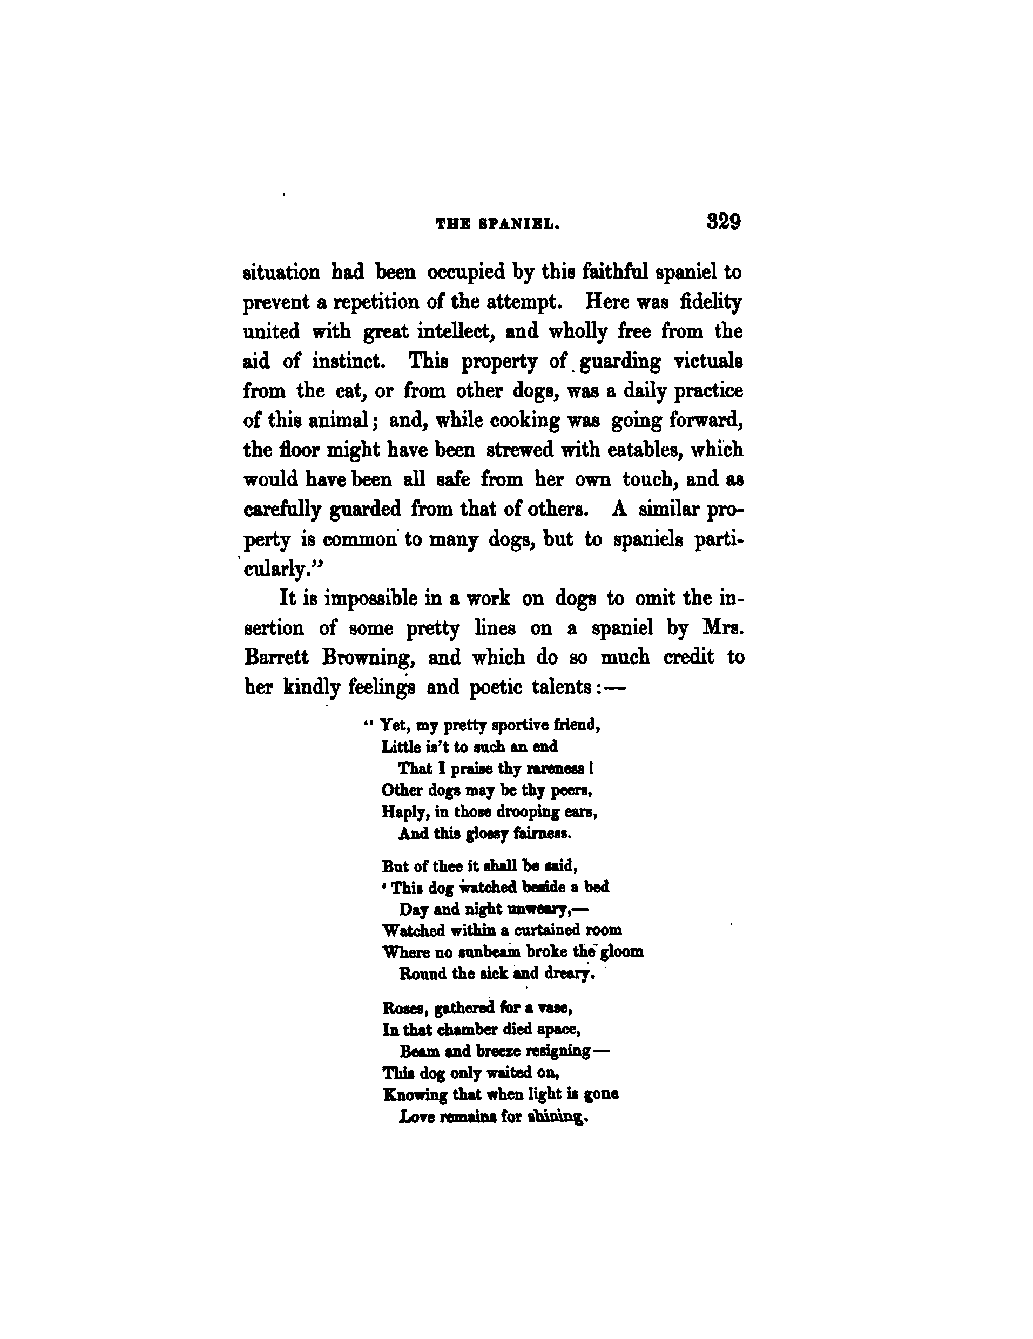 THE SPANIEL. 329
situation had been occupied by this faithful spaniel to
prevent a repetition of the attempt. Here was fidelity
united with great intellect, and wholly free from the
aid of instinct. This property of guarding victuals
from the cat, or from other dogs, was a daily practice
of this animal; and, while cooking was going forward,
the floor might have been strewed with eatables, which
would have been all safe from her own touch, and as
carefully guarded from that of others. A similar pro-
perty is common to many dogs, but to spaniels parti-
cularly."
It is impossible in a work on dogs to omit the in-
sertion of some pretty lines on a spaniel by Mrs.
Barrett Browning, and which do so much credit to
her kindly feelings and poetic talents:—
"Yet, my pretty sportive friend,
Little is't to such an end
That I praise thy rareness!
Other dogs may be thy peers,
Haply, in those drooping ears,
And this glossy fairness.
But of thee it shall be said,
'This dog watched beside a bed
Day and night unweary,—
Watched within a curtained room
Where no sunbeam broke the gloom
Round the sick and dreary.
Roses, gathered for a vase,
In that chamber died apace,
Beam and breeze resigning—
This dog only waited on,
Knowing that when light is gone
Love remains for shining.